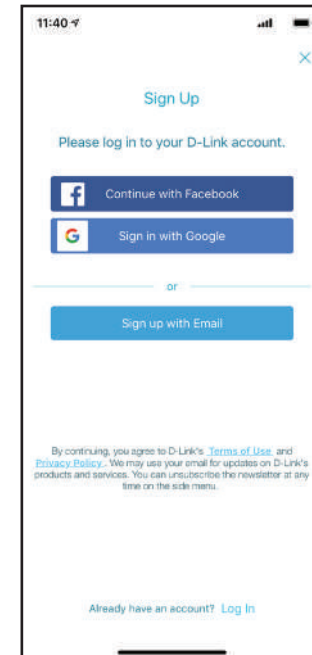 11:40
Sign Up
Please log in to your D-Link account.
Continue with Facebook
Sign in with Google
or
Sign up with Email
By continuing, you agree to D-Link's Terms of Use and
Privacy Policy. We may use your email for updates on D-Link's
products and services. You can unsubscribe the newsletter at any
time on the side menu.
Already have an account? Log In